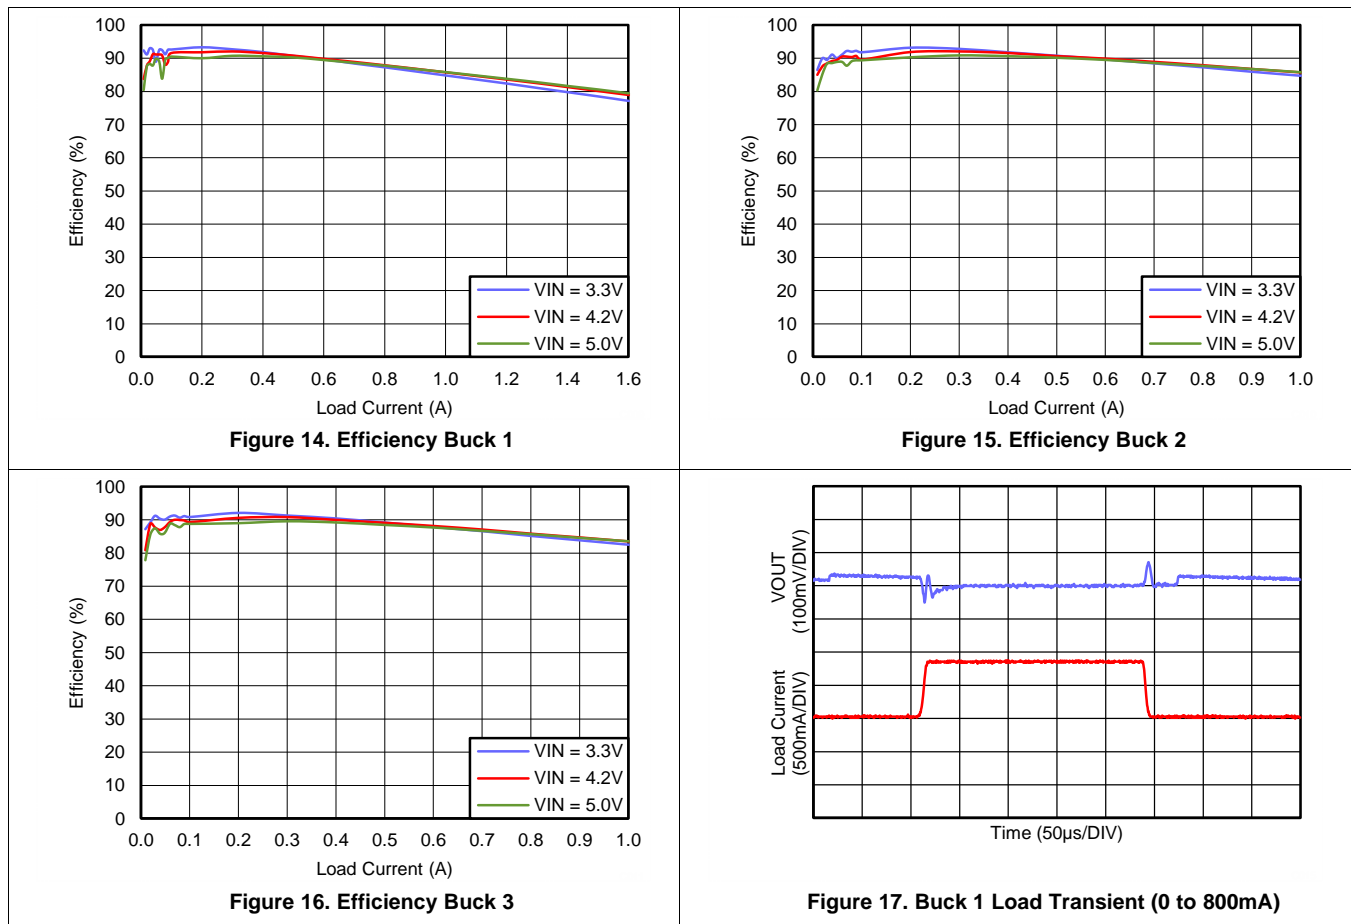 100
90
80
70
60
50
40
30
20
10
0
Efficiency (%)
VIN = 3.3V
VIN = 4.2V
VIN = 5.0V
0.0 0.2 0.4 0.6 0.8 1.0 1.2 1.4 1.6
Load Current (A)
Figure 14. Efficiency Buck 1
100
90
80
70
60
50
40
30
20
10
0
Efficiency (%)
VIN = 3.3V
VIN = 4.2V
VIN = 5.0V
0.0 0.1 0.2 0.3 0.4 0.5 0.6 0.7 0.8 0.9 1.0
Load Current (A)
Figure 15. Efficiency Buck 2
100
90
80
70
60
50
40
30
20
10
0
Efficiency (%)
VIN = 3.3V
VIN = 4.2V
VIN = 5.0V
0.0 0.1 0.2 0.3 0.4 0.5 0.6 0.7 0.8 0.9 1.0
Load Current (A)
Figure 16. Efficiency Buck 3
VOUT
(100mV/DIV)
Load Current
(500mA/DIV)
Time (50µs/DIV)
Figure 17. Buck 1 Load Transient (0 to 800mA)